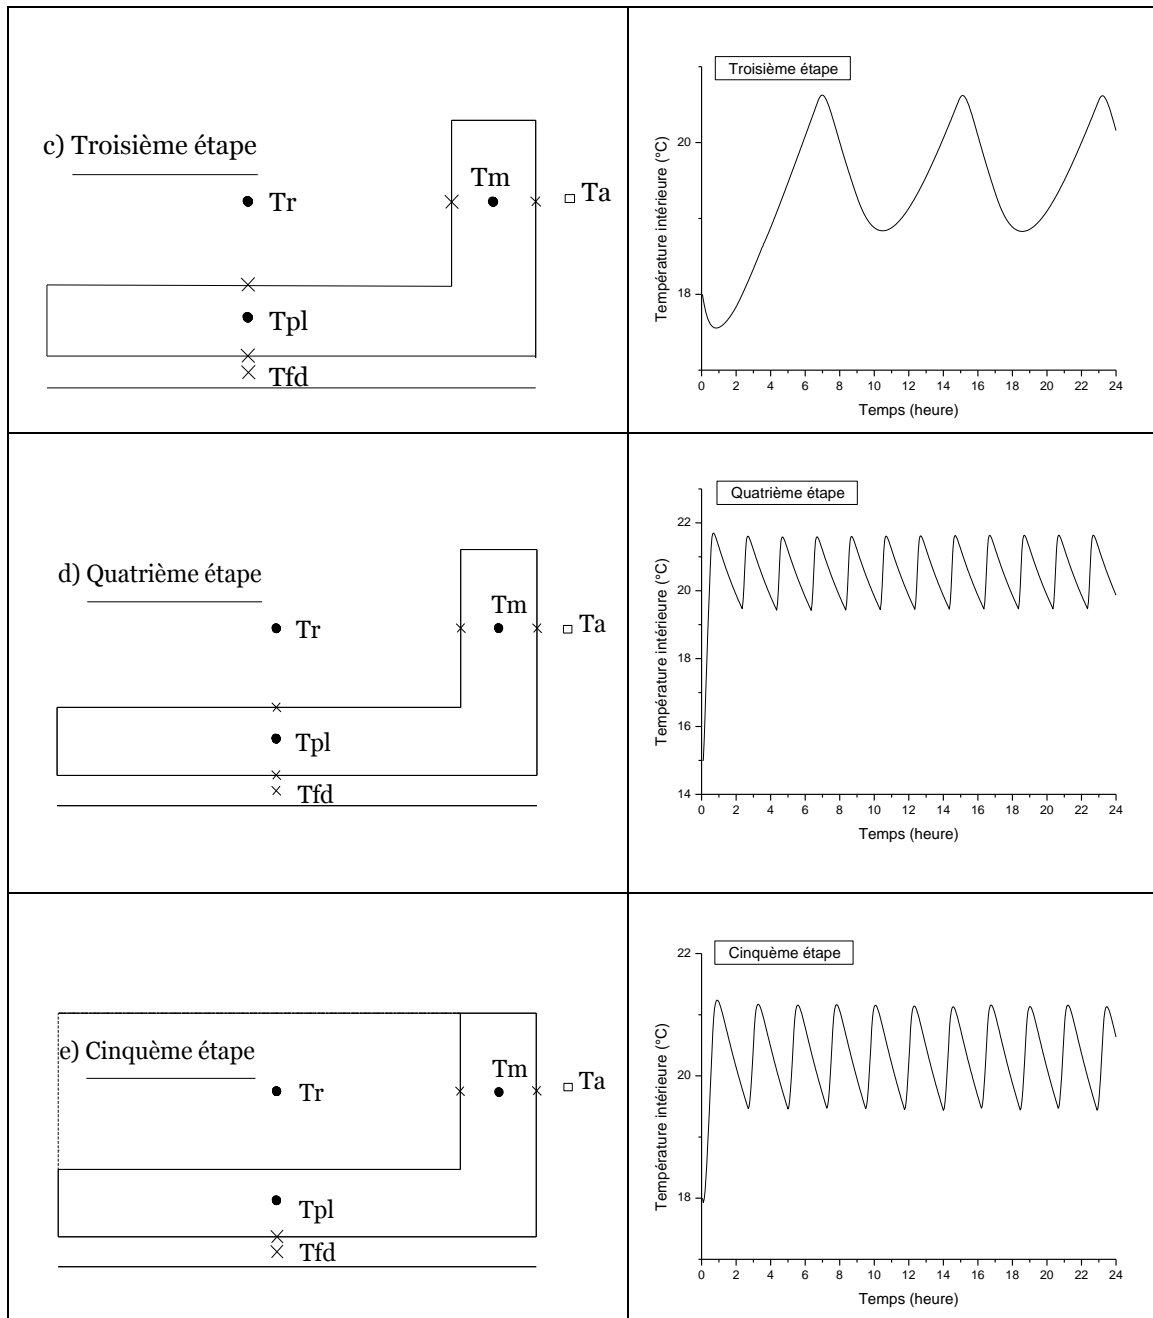 c) Troisième étape
Tr
Tm
Ta
Tpl
Tfd
Troisième étape
Température intérieure (°C)
20
18
0 2 4 6 8 10 12 14 16 18 20 22 24
Temps (heure)
d) Quatrième étape
Tr
Tm
Ta
Tpl
Tfd
Quatrième étape
Température intérieure (°C)
22
20
18
16
14
0 2 4 6 8 10 12 14 16 18 20 22 24
Temps (heure)
e) Cinquème étape
Tr
Tm
Ta
Tpl
Tfd
Cinquème étape
Température intérieure (°C)
22
20
18
0 2 4 6 8 10 12 14 16 18 20 22 24
Temps (heure)